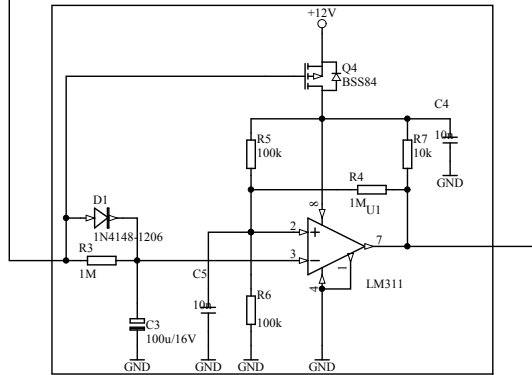 +12V
Q4
BSS84
C4
10n
GND
R5
100k
R7
10k
R4
1M
U1
8
D1
1N4148-1206
2
7
R3
1M
3
1
C5
10n
4
LM311
R6
100k
C3
100u/16V
GND
GND
GND
GND